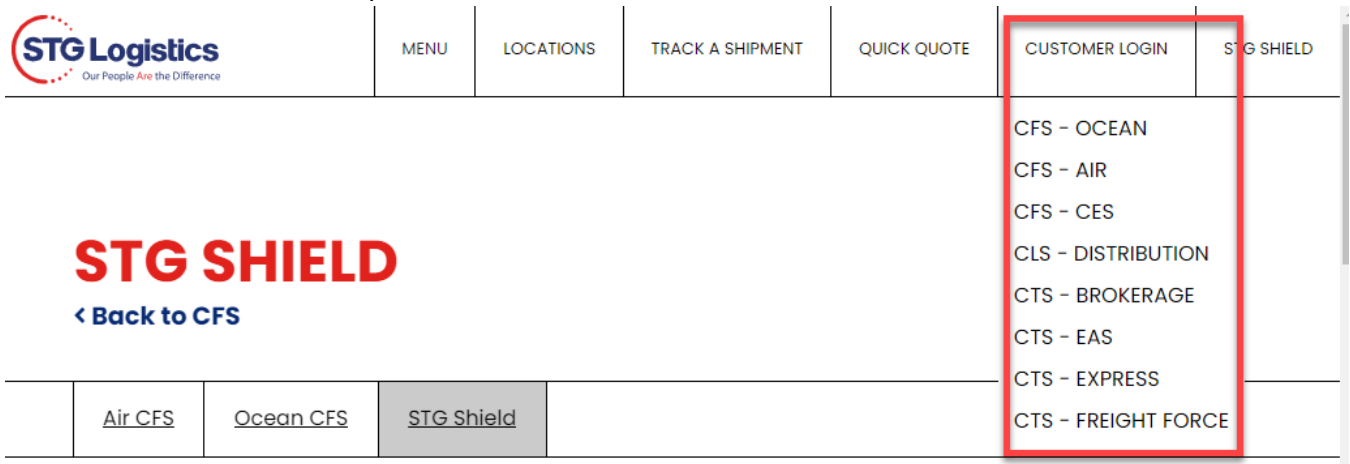 STG Logistics
Our People Are the Difference
MENU
LOCATIONS
TRACK A SHIPMENT
QUICK QUOTE
CUSTOMER LOGIN
STG SHIELD
CFS - OCEAN
CFS - AIR
CFS - CES
CLS - DISTRIBUTION
CTS - BROKERAGE
CTS - EAS
CTS - EXPRESS
CTS - FREIGHT FORCE
STG SHIELD
< Back to CFS
Air CFS
Ocean CFS
STG Shield